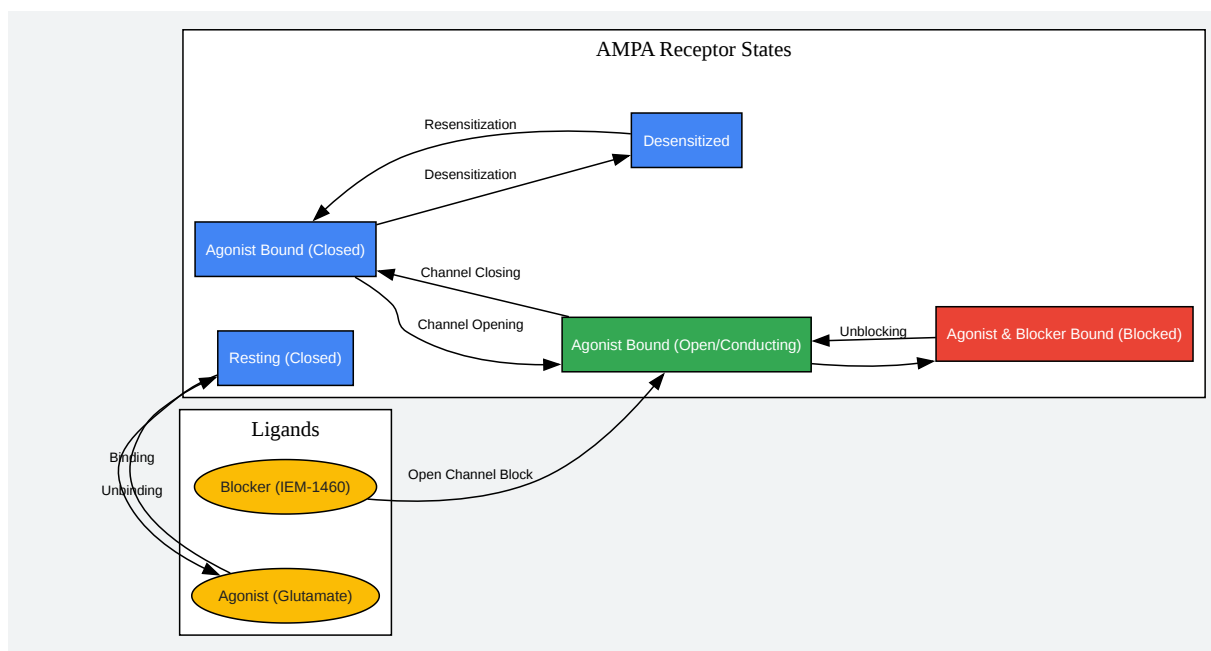 AMPA Receptor States
Resensitization
Desensitized
Desensitization
Agonist Bound (Closed)
Channel Closing
Channel Opening
Agonist Bound (Open/Conducting)
Unblocking
Agonist & Blocker Bound (Blocked)
Resting (Closed)
Ligands
Binding
Unbinding
Blocker (IEM-1460)
Open Channel Block
Agonist (Glutamate)